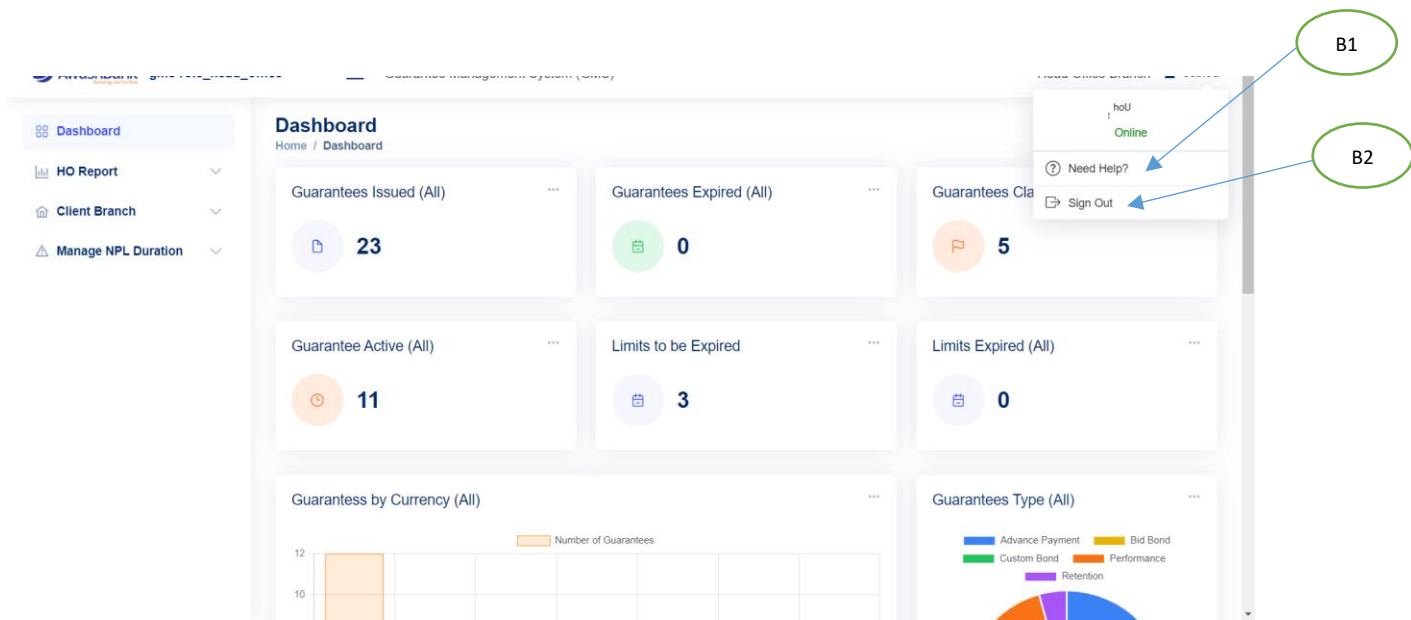 B1
Guarantee Management System (GMS)
Head Office Branch
hoU
!
Online
Need Help?
Sign Out
B2
Dashboard
HO Report
Client Branch
Manage NPL Duration
Dashboard
Home / Dashboard
Guarantees Issued (All)
23
Guarantees Expired (All)
0
Guarantees Cla
5
Guarantee Active (All)
11
Limits to be Expired
3
Limits Expired (All)
0
Guarantess by Currency (All)
Number of Guarantees
12
10
Guarantees Type (All)
Advance Payment Bid Bond
Custom Bond Performance
Retention